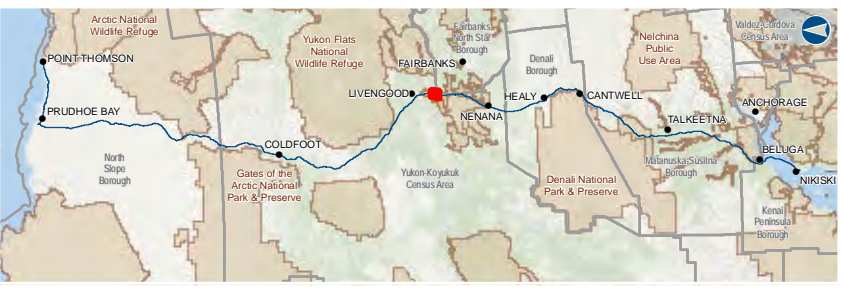 Arctic National
Wildlife Refuge
POINT THOMSON
PRUDHOE BAY
North
Slope
Borough
COLDFOOT
Gates of the
Arctic National
Park & Preserve
Yukon Flats
National
Wildlife Refuge
LIVENGOOD
Fairbanks
North Star
Borough
FAIRBANKS
NENANA
Yukon-Koyukuk
Census Area
Denali
Borough
HEALY
CANTWELL
Denali National
Park & Preserve
Nelchina
Public
Use Area
TALKEETNA
Matanuska-Susitna
Borough
Valdez-Cordova
Census Area
ANCHORAGE
BELUGA
NIKISKI
Kenai
Peninsula
Borough